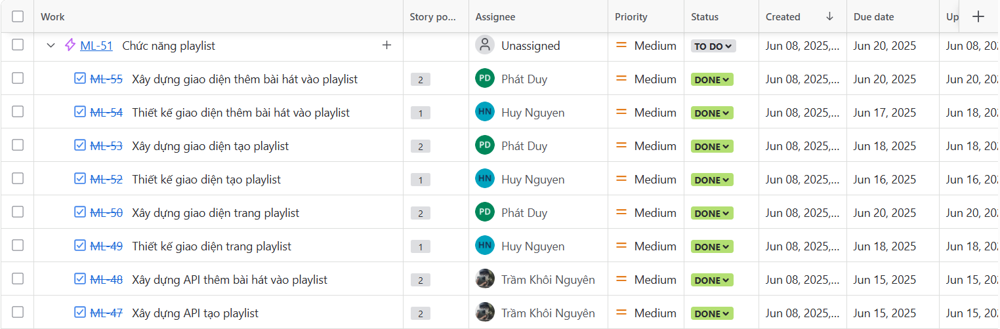 Work Story po... Assignee Priority Status Created Due date Up
ML-51 Chức năng playlist Unassigned Medium TO DO Jun 08, 2025,... Jun 20, 2025 Jun 08, 202
ML-55 Xây dựng giao diện thêm bài hát vào playlist 2 PD Phát Duy Medium DONE Jun 08, 2025,... Jun 20, 2025 Jun 20, 202
ML-54 Thiết kế giao diện thêm bài hát vào playlist 1 HN Huy Nguyen Medium DONE Jun 08, 2025,... Jun 17, 2025 Jun 18, 202
ML-53 Xây dựng giao diện tạo playlist 2 PD Phát Duy Medium DONE Jun 08, 2025,... Jun 18, 2025 Jun 18, 202
ML-52 Thiết kế giao diện tạo playlist 1 HN Huy Nguyen Medium DONE Jun 08, 2025,... Jun 16, 2025 Jun 16, 202
ML-50 Xây dựng giao diện trang playlist 2 PD Phát Duy Medium DONE Jun 08, 2025,... Jun 20, 2025 Jun 20, 202
ML-49 Thiết kế giao diện trang playlist 1 HN Huy Nguyen Medium DONE Jun 08, 2025,... Jun 18, 2025 Jun 18, 202
ML-48 Xây dựng API thêm bài hát vào playlist 2 Trầm Khôi Nguyên Medium DONE Jun 08, 2025,... Jun 15, 2025 Jun 15, 202
ML-47 Xây dựng API tạo playlist 2 Trầm Khôi Nguyên Medium DONE Jun 08, 2025,... Jun 15, 2025 Jun 15, 202